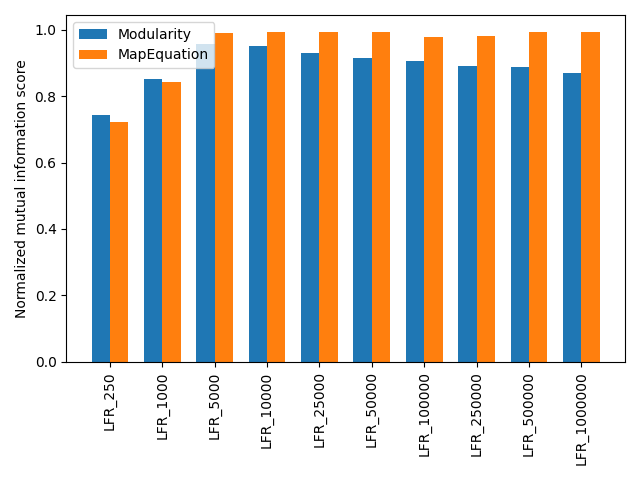 Modularity
MapEquation
Normalized mutual information score
1.0
0.8
0.6
0.4
0.2
0.0
LFR_250
LFR_1000
LFR_5000
LFR_10000
LFR_25000
LFR_50000
LFR_100000
LFR_250000
LFR_500000
LFR_1000000